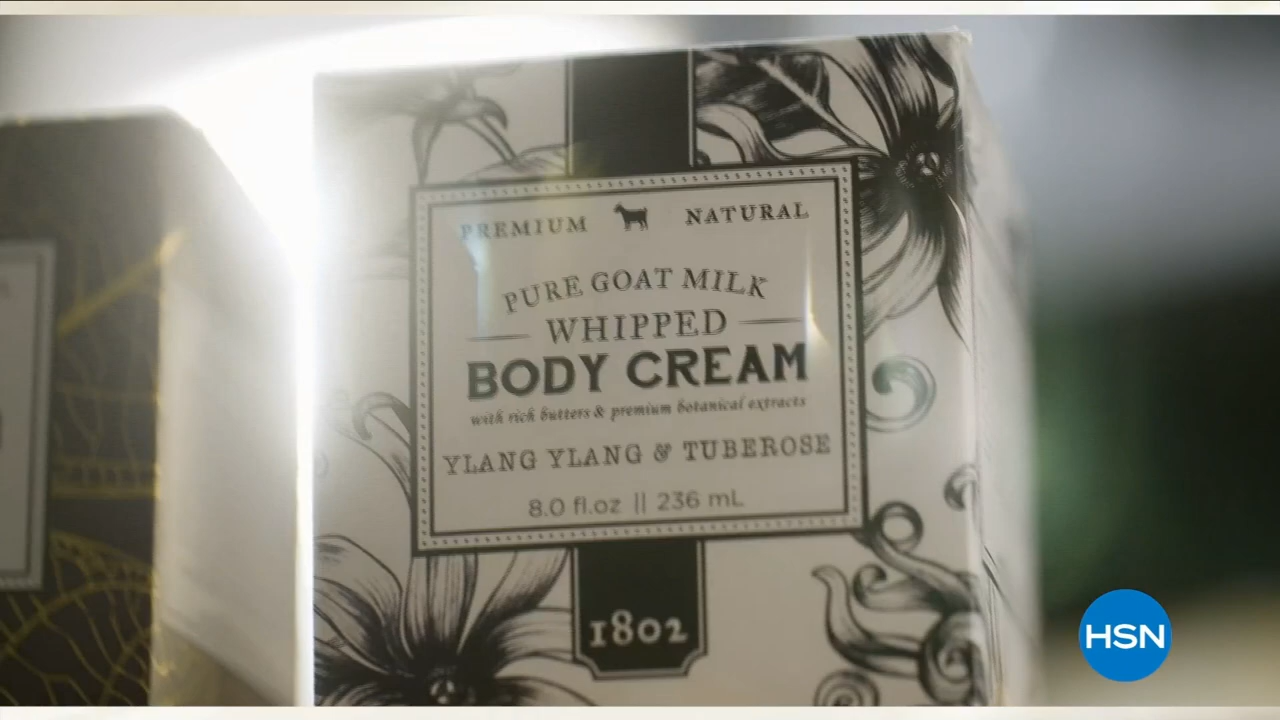 PREMIUM NATURAL
PURE GOAT MILK
WHIPPED
BODY CREAM
with rich butters & premium botanical extracts
YLANG YLANG & TUBEROSE
8.0 fl.oz || 236 mL
1802
HSN